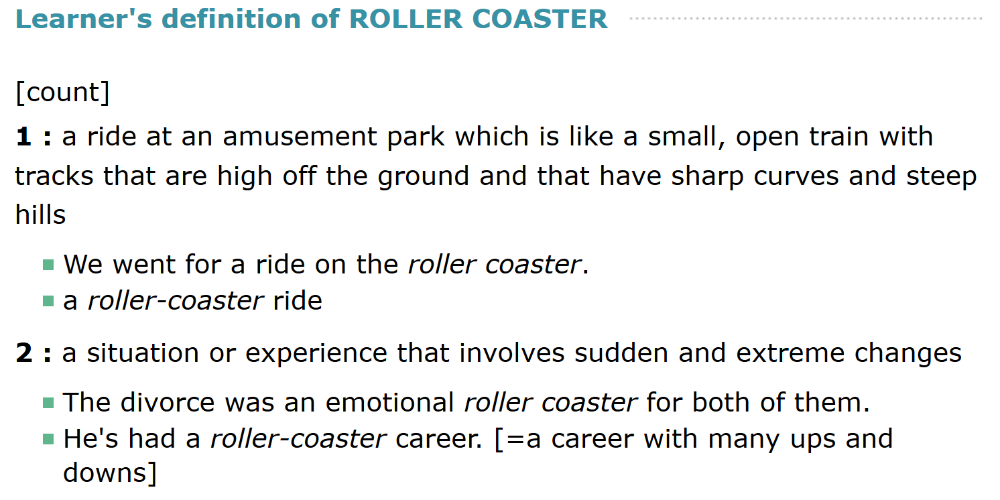 Learner's definition of ROLLER COASTER
[count]
1 : a ride at an amusement park which is like a small, open train with
tracks that are high off the ground and that have sharp curves and steep
hills
We went for a ride on the roller coaster.
a roller-coaster ride
2 : a situation or experience that involves sudden and extreme changes
The divorce was an emotional roller coaster for both of them.
He's had a roller-coaster career. [=a career with many ups and
downs]